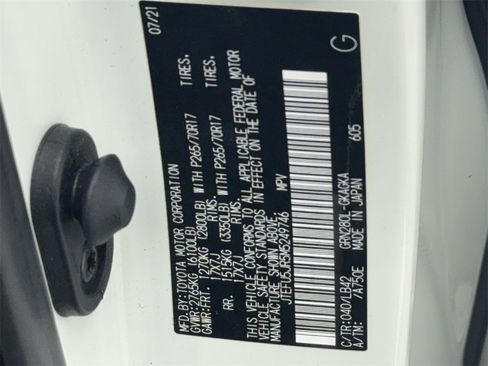 MFD. BY: TOYOTA MOTOR CORPORATION 07/21
GVWR: 2765KG (6100LB)
GAWR: FRT. 1270KG (2800LB) WITH P265/70R17 TIRES,
17X7J RIMS,
RR. 1515KG (3350LB) WITH P265/70R17 TIRES,
17X7J RIMS,
THIS VEHICLE CONFORMS TO ALL APPLICABLE FEDERAL MOTOR
VEHICLE SAFETY STANDARDS IN EFFECT ON THE DATE OF
MANUFACTURE SHOWN ABOVE.
JTEFU5JR5M5249746 MPV
C/TR: 040/LB42 GRN280L-GKAGKA
A/TM: /A750E MADE IN JAPAN 605
G